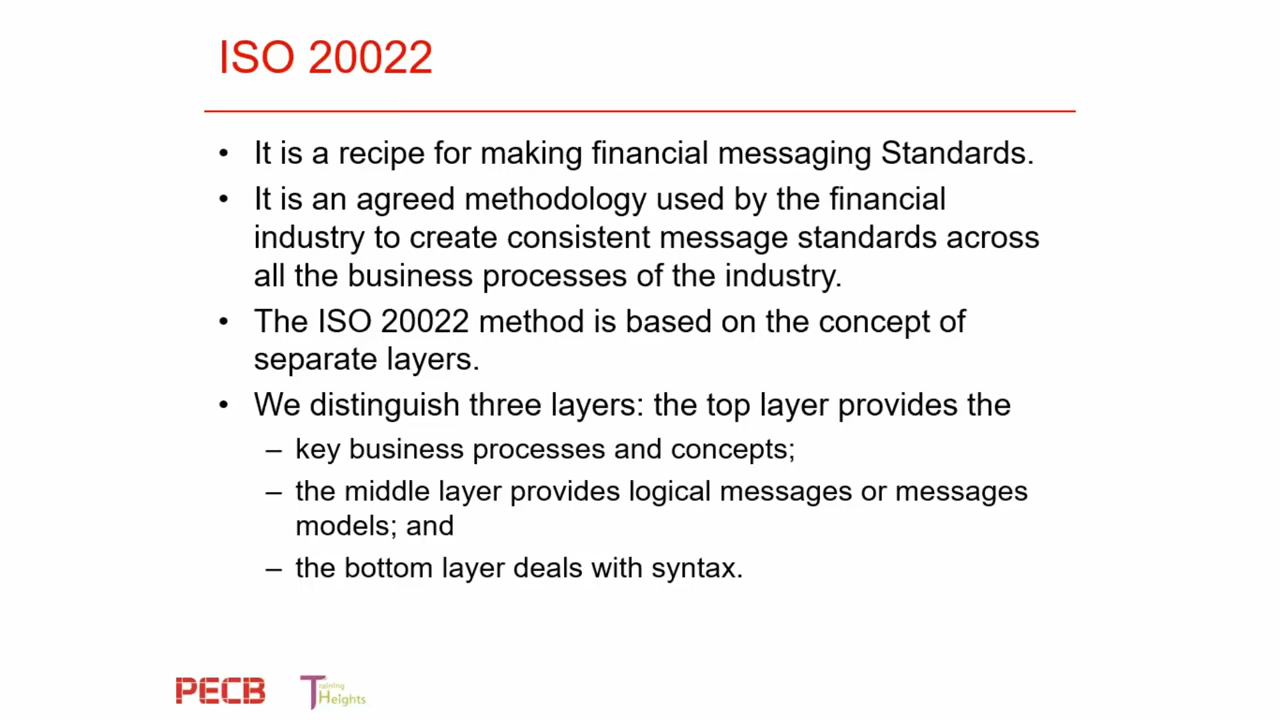 ISO 20022
• It is a recipe for making financial messaging Standards.
• It is an agreed methodology used by the financial
industry to create consistent message standards across
all the business processes of the industry.
• The ISO 20022 method is based on the concept of
separate layers.
• We distinguish three layers: the top layer provides the
– key business processes and concepts;
– the middle layer provides logical messages or messages
models; and
– the bottom layer deals with syntax.
PECB
Training
Heights